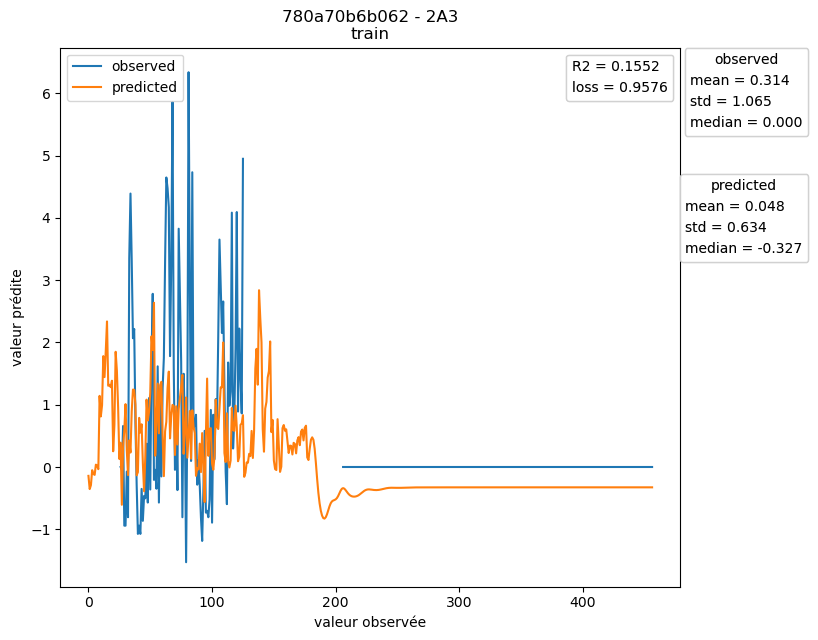 780a70b6b062 - 2A3
train
observed
predicted
R2 = 0.1552
loss = 0.9576
observed
mean = 0.314
std = 1.065
median = 0.000
predicted
mean = 0.048
std = 0.634
median = -0.327
valeur prédite
6
5
4
3
2
1
0
−1
0
100
200
300
400
valeur observée